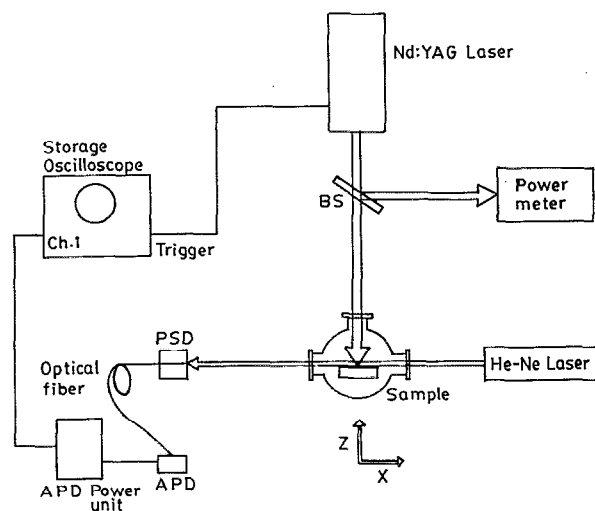 Nd:YAG Laser
Storage
Oscilloscope
BS
Power
meter
Ch.1
Trigger
PSD
He-Ne Laser
Optical
fiber
Sample
Z
X
APD Power
unit
APD